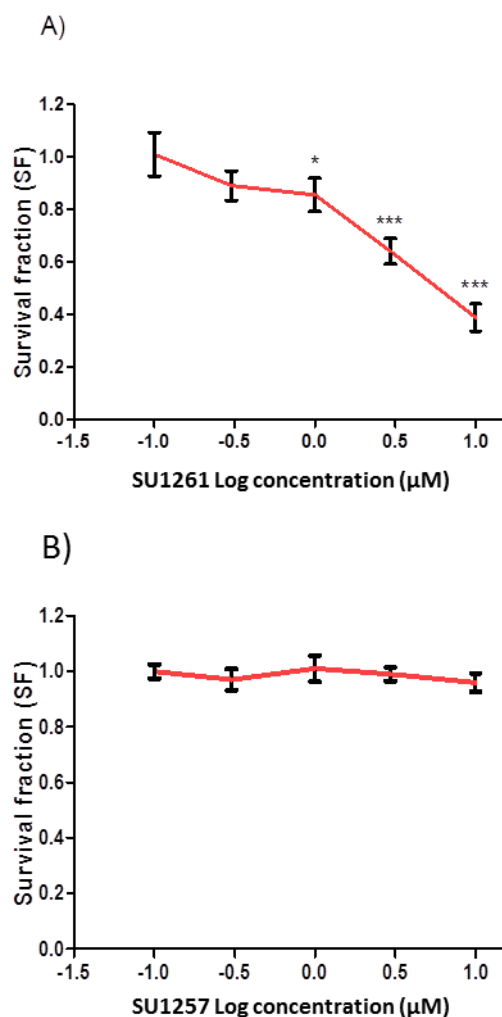 A)
1.2
1.0
0.8
0.6
0.4
0.2
0.0
Survival fraction (SF)
*
***
***
-1.5 -1.0 -0.5 0.0 0.5 1.0
SU1261 Log concentration (μM)
B)
1.2
1.0
0.8
0.6
0.4
0.2
0.0
Survival fraction (SF)
-1.5 -1.0 -0.5 0.0 0.5 1.0
SU1257 Log concentration (μM)